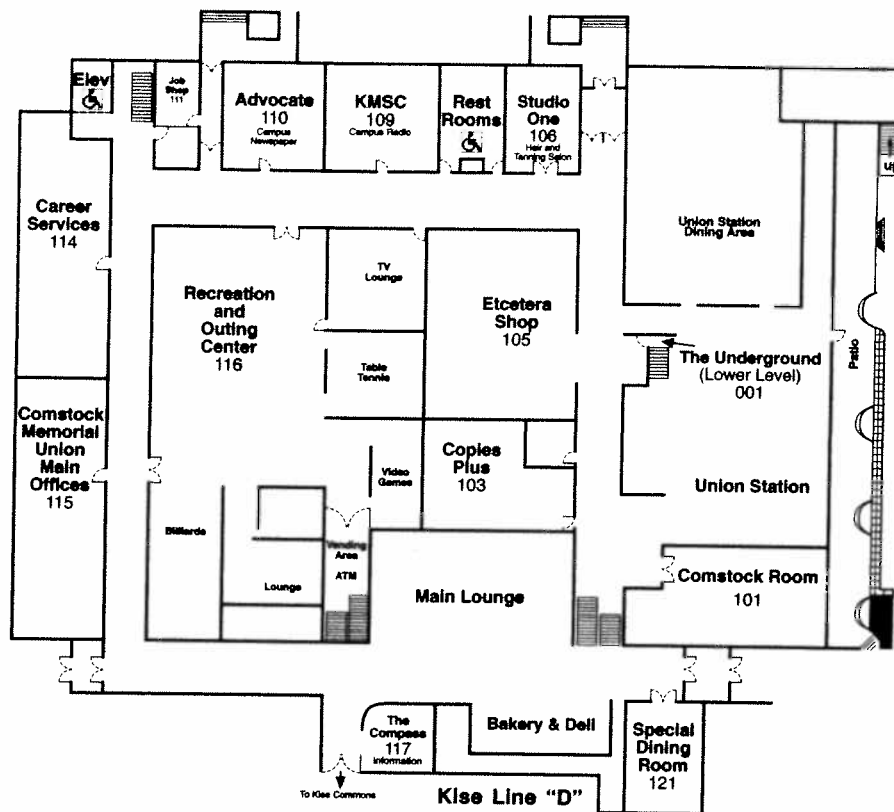 Elev
Job
Shop
111
Advocate
110
Campus
Newspaper
KMSC
109
Campus Radio
Rest
Rooms
Studio
One
106
Hair and
Tanning Salon
up
Career
Services
114
Union Station
Dining Area
TV
Lounge
Recreation
and
Outing
Center
116
Etcetera
Shop
105
Table
Tennis
The Underground
(Lower Level)
001
Patio
Comstock
Memorial
Union
Main
Offices
115
Copies
Plus
103
Video
Games
Union Station
Billiards
Vending
Area
ATM
Lounge
Main Lounge
Comstock Room
101
The
Compass
117
Information
Bakery & Deli
Special
Dining
Room
121
To Kise Commons
Kise Line "D"